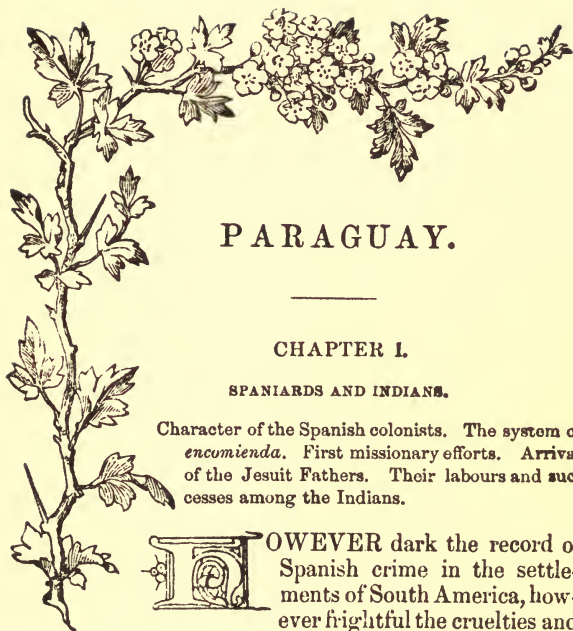 PARAGUAY.
CHAPTER I.
SPANIARDS AND INDIANS.
Character of the Spanish colonists. The system o
encomienda. First missionary efforts. Arriva
of the Jesuit Fathers. Their labours and suc
cesses among the Indians.
HOWEVER dark the record o
Spanish crime in the settle-
ments of South America, how-
ever frightful the cruelties and